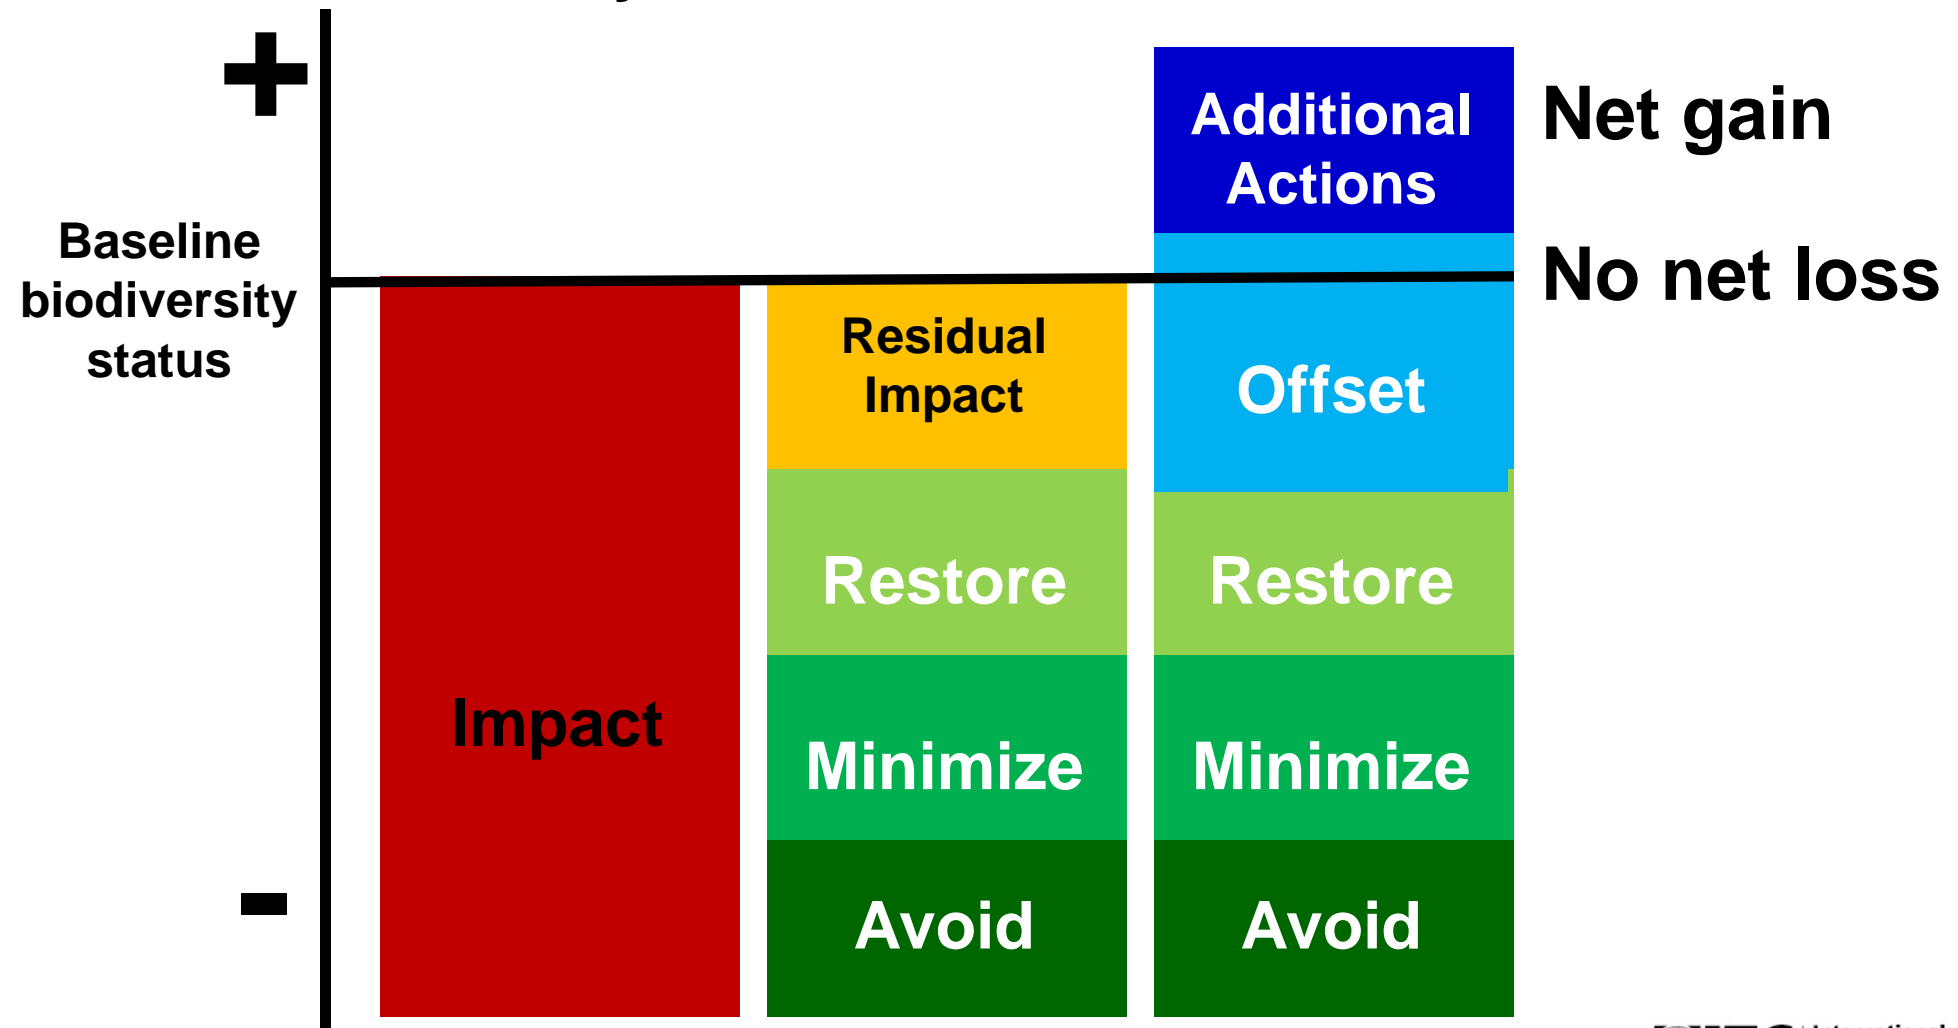 +
Baseline
biodiversity
status
-
Impact
Residual
Impact
Restore
Minimize
Avoid
Additional
Actions
Offset
Restore
Minimize
Avoid
Net gain
No net loss